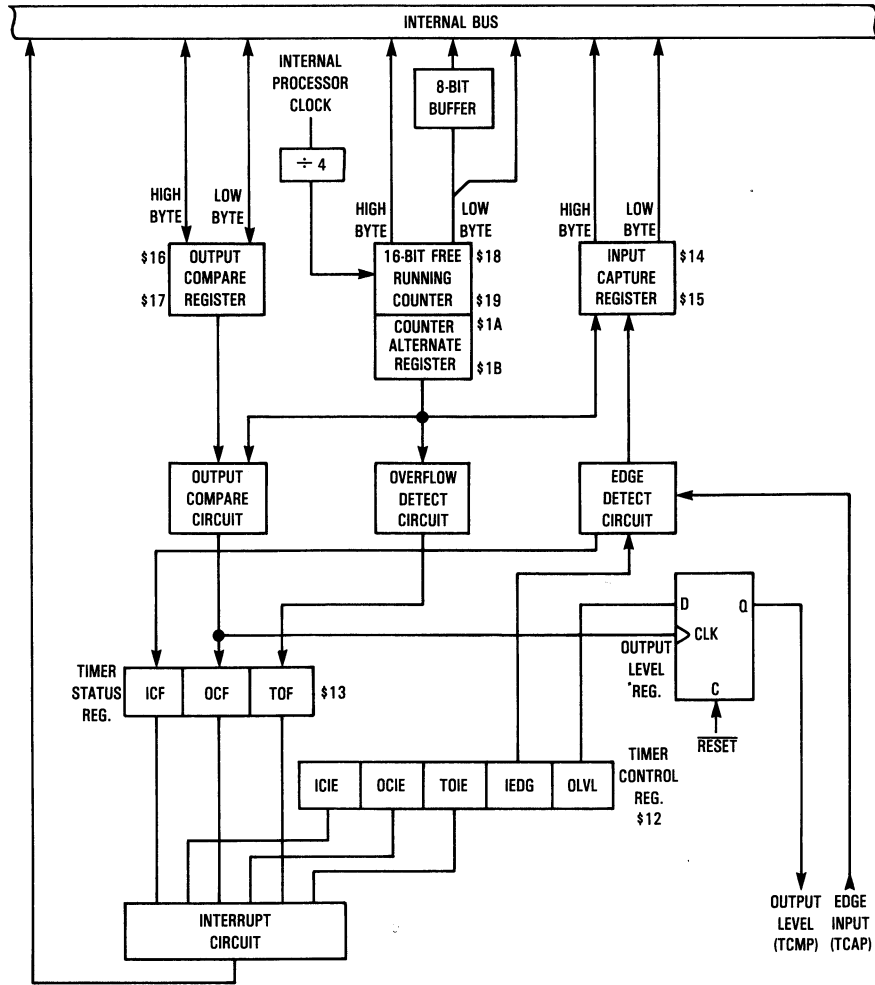 INTERNAL BUS
INTERNAL
PROCESSOR
CLOCK
8-BIT
BUFFER
÷ 4
HIGH
BYTE
LOW
BYTE
HIGH
BYTE
LOW
BYTE
HIGH
BYTE
LOW
BYTE
$16
$17
OUTPUT
COMPARE
REGISTER
16-BIT FREE
RUNNING
COUNTER
$18
$19
COUNTER
ALTERNATE
REGISTER
$1A
$1B
INPUT
CAPTURE
REGISTER
$14
$15
OUTPUT
COMPARE
CIRCUIT
OVERFLOW
DETECT
CIRCUIT
EDGE
DETECT
CIRCUIT
D
Q
CLK
C
OUTPUT
LEVEL
REG.
RESET
TIMER
STATUS
REG.
ICF
OCF
TOF
$13
ICIE
OCIE
TOIE
IEDG
OLVL
TIMER
CONTROL
REG.
$12
INTERRUPT
CIRCUIT
OUTPUT
LEVEL
(TCMP)
EDGE
INPUT
(TCAP)